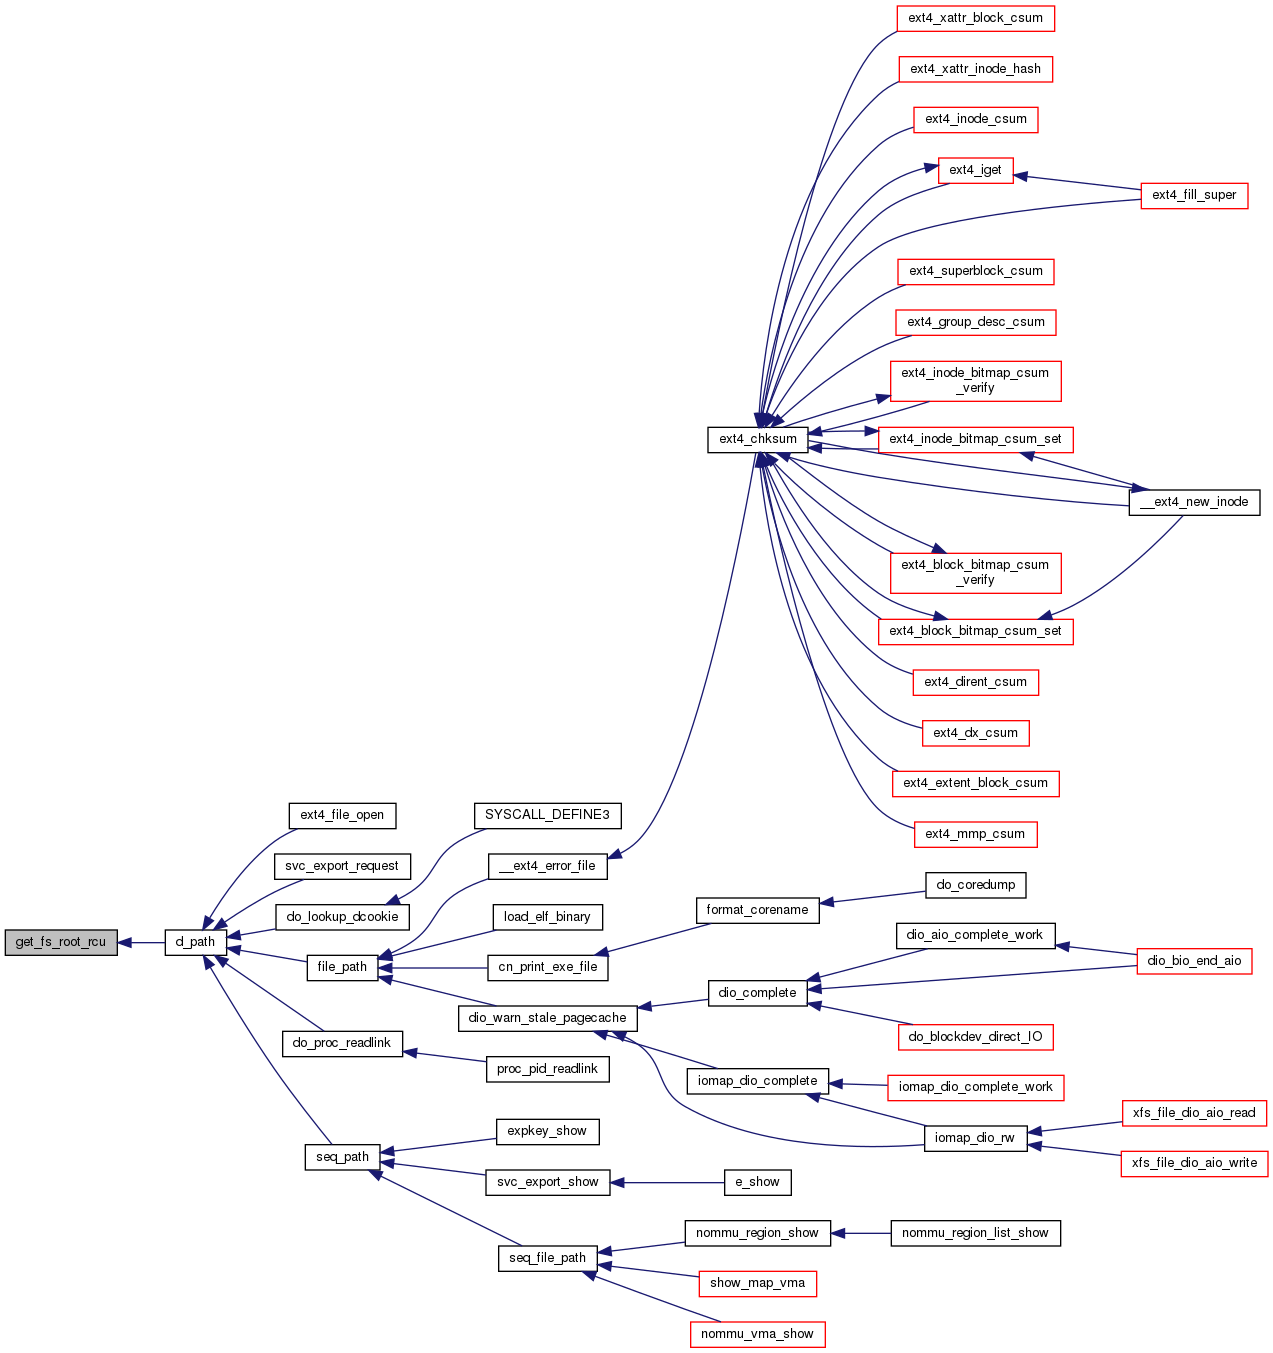 ext4_xattr_block_csum
ext4_xattr_inode_hash
ext4_inode_csum
ext4_iget
ext4_fill_super
ext4_superblock_csum
ext4_group_desc_csum
ext4_inode_bitmap_csum
_verify
ext4_chksum
ext4_inode_bitmap_csum_set
__ext4_new_inode
ext4_block_bitmap_csum
_verify
ext4_block_bitmap_csum_set
ext4_dirent_csum
ext4_dx_csum
ext4_extent_block_csum
ext4_mmp_csum
ext4_file_open
SYSCALL_DEFINE3
svc_export_request
__ext4_error_file
do_lookup_dcookie
load_elf_binary
format_corename
do_coredump
get_fs_root_rcu
d_path
file_path
cn_print_exe_file
dio_aio_complete_work
dio_bio_end_aio
dio_complete
dio_warn_stale_pagecache
do_blockdev_direct_IO
do_proc_readlink
proc_pid_readlink
iomap_dio_complete
iomap_dio_complete_work
xfs_file_dio_aio_read
iomap_dio_rw
xfs_file_dio_aio_write
expkey_show
seq_path
svc_export_show
e_show
seq_file_path
nommu_region_show
nommu_region_list_show
show_map_vma
nommu_vma_show